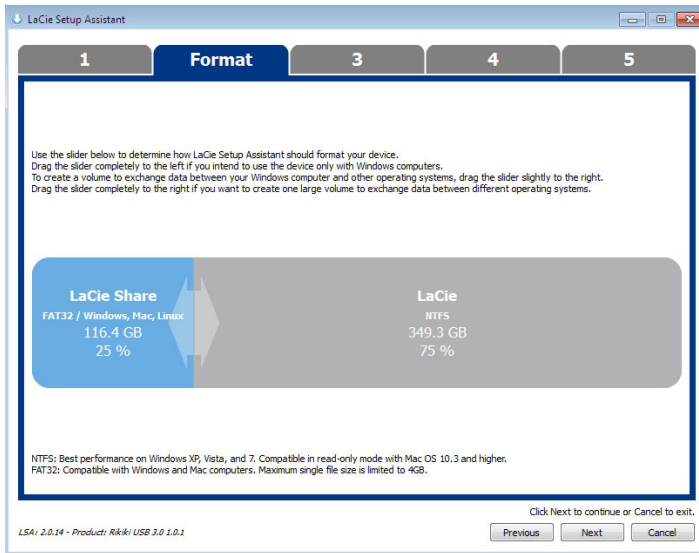 LaCie Setup Assistant
1 Format 3 4 5
Use the slider below to determine how LaCie Setup Assistant should format your device.
Drag the slider completely to the left if you intend to use the device only with Windows computers.
To create a volume to exchange data between your Windows computer and other operating systems, drag the slider slightly to the right.
Drag the slider completely to the right if you want to create one large volume to exchange data between different operating systems.
LaCie Share
FAT32 / Windows, Mac, Linux
116.4 GB
25 %
LaCie
NTFS
349.3 GB
75 %
NTFS: Best performance on Windows XP, Vista, and 7. Compatible in read-only mode with Mac OS 10.3 and higher.
FAT32: Compatible with Windows and Mac computers. Maximum single file size is limited to 4GB.
Click Next to continue or Cancel to exit.
LSA: 2.0.14 - Product: Rikiki USB 3.0 1.0.1
Previous Next Cancel